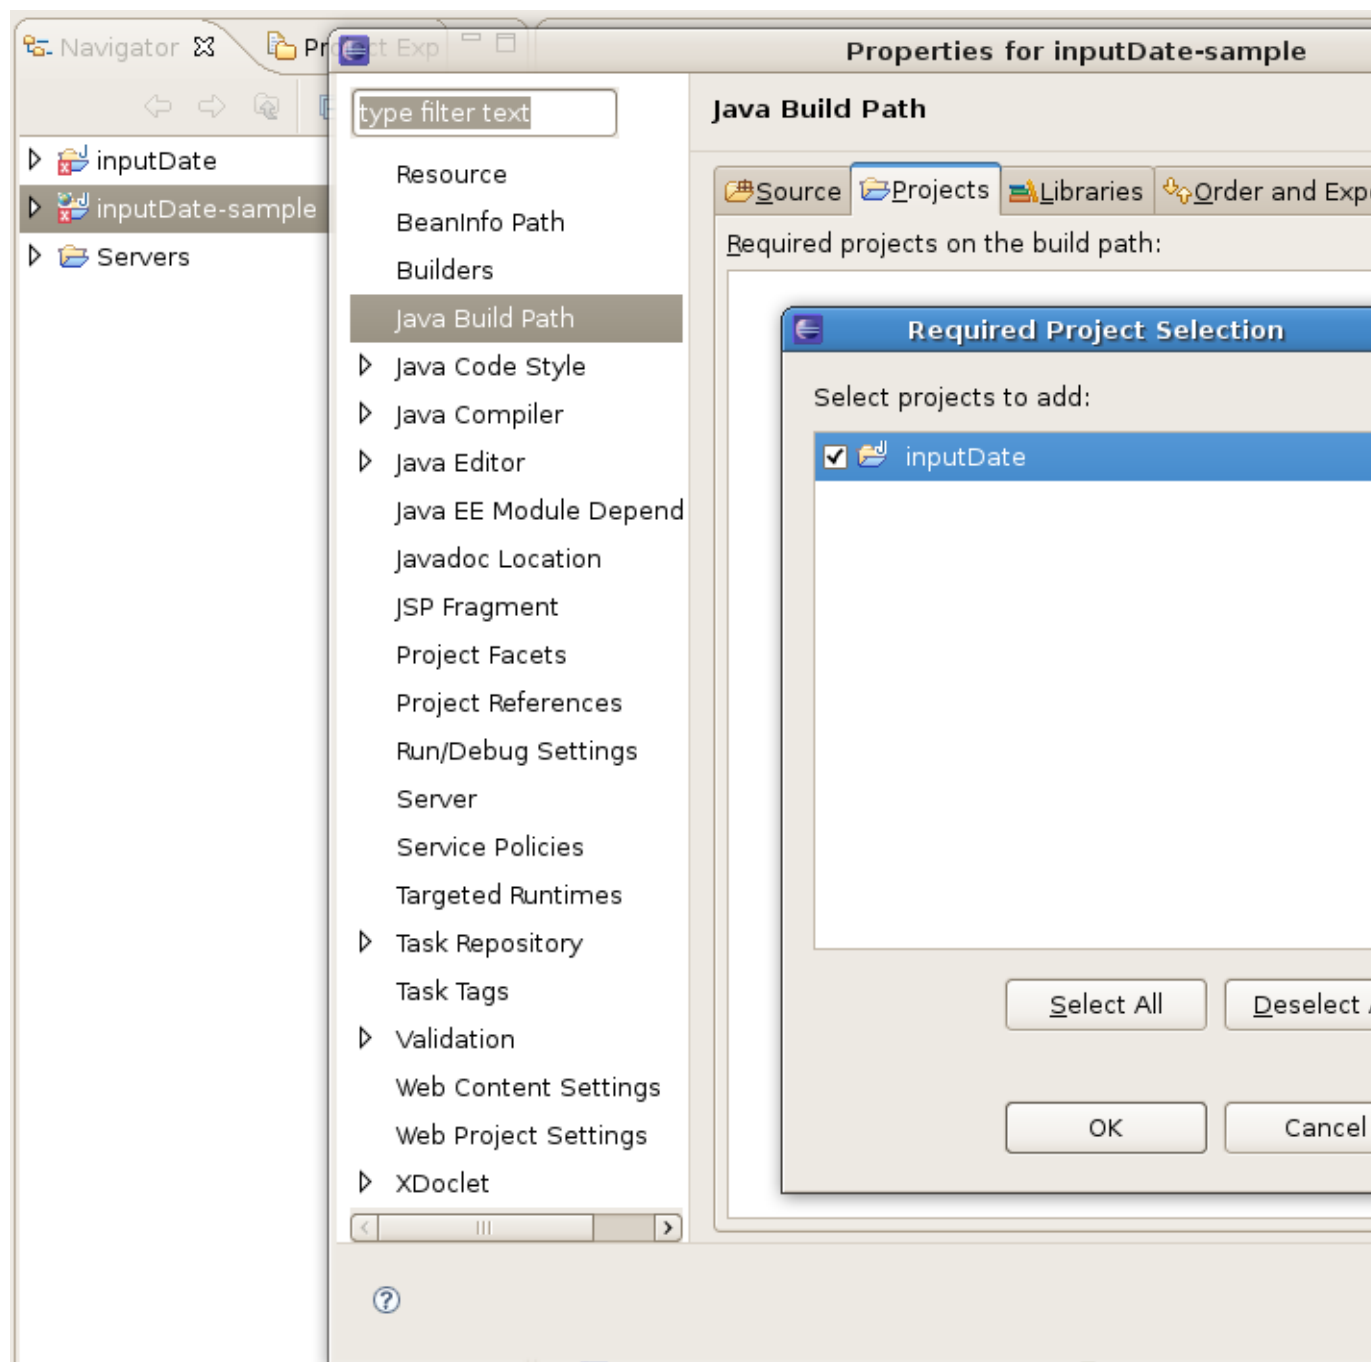 Navigator
Project Exp
Properties for inputDate-sample
type filter text
Java Build Path
inputDate
inputDate-sample
Servers
Resource
BeanInfo Path
Builders
Java Build Path
Java Code Style
Java Compiler
Java Editor
Java EE Module Depend
Javadoc Location
JSP Fragment
Project Facets
Project References
Run/Debug Settings
Server
Service Policies
Targeted Runtimes
Task Repository
Task Tags
Validation
Web Content Settings
Web Project Settings
XDoclet
Source Projects Libraries Order and Exp
Required projects on the build path:
Required Project Selection
Select projects to add:
inputDate
Select All Deselect
OK Cancel